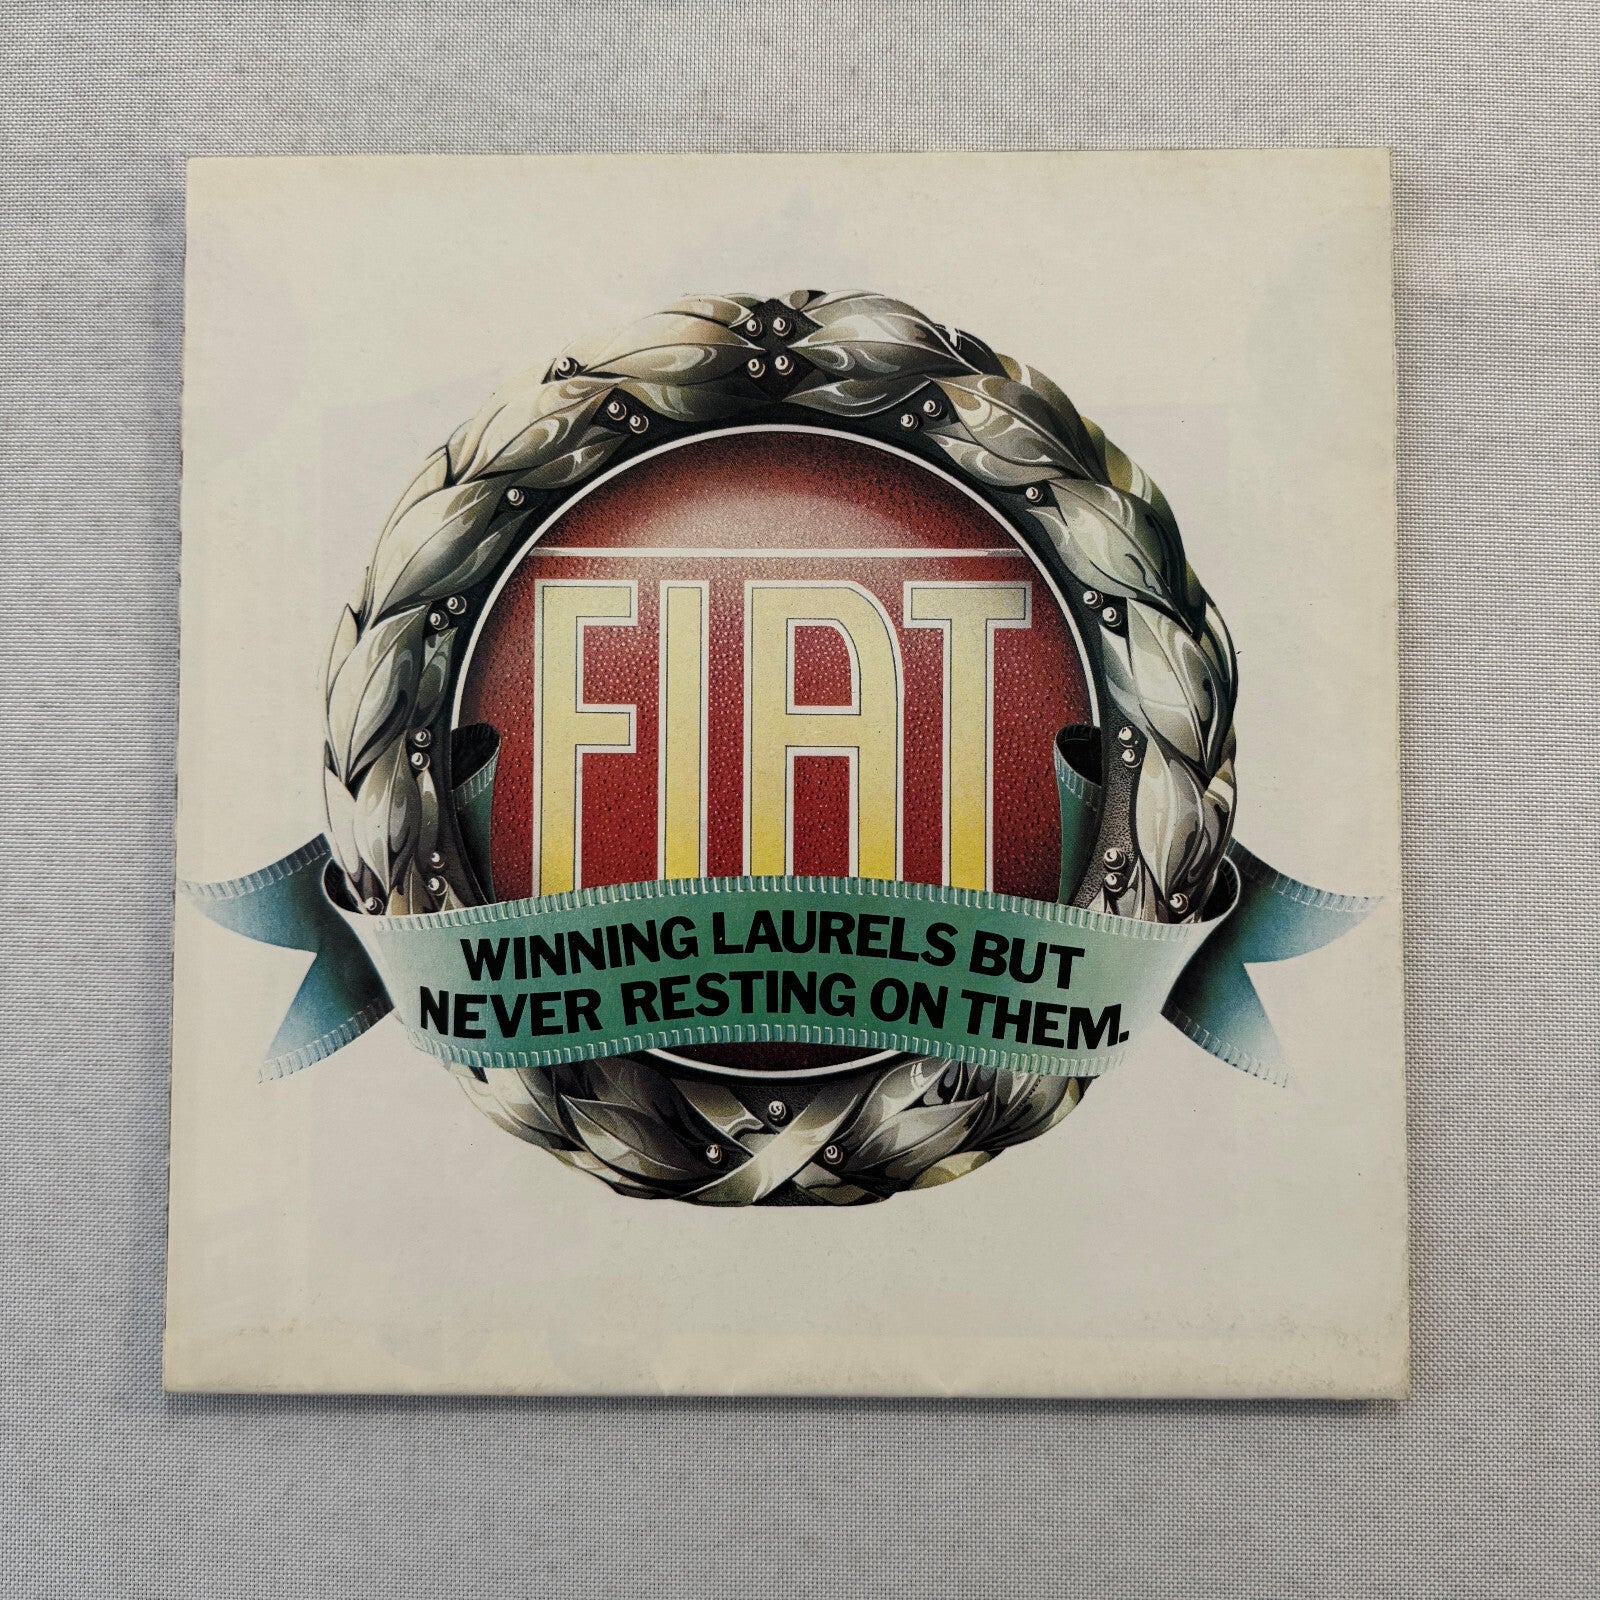 FIAT
WINNING LAURELS BUT
NEVER RESTING ON THEM.